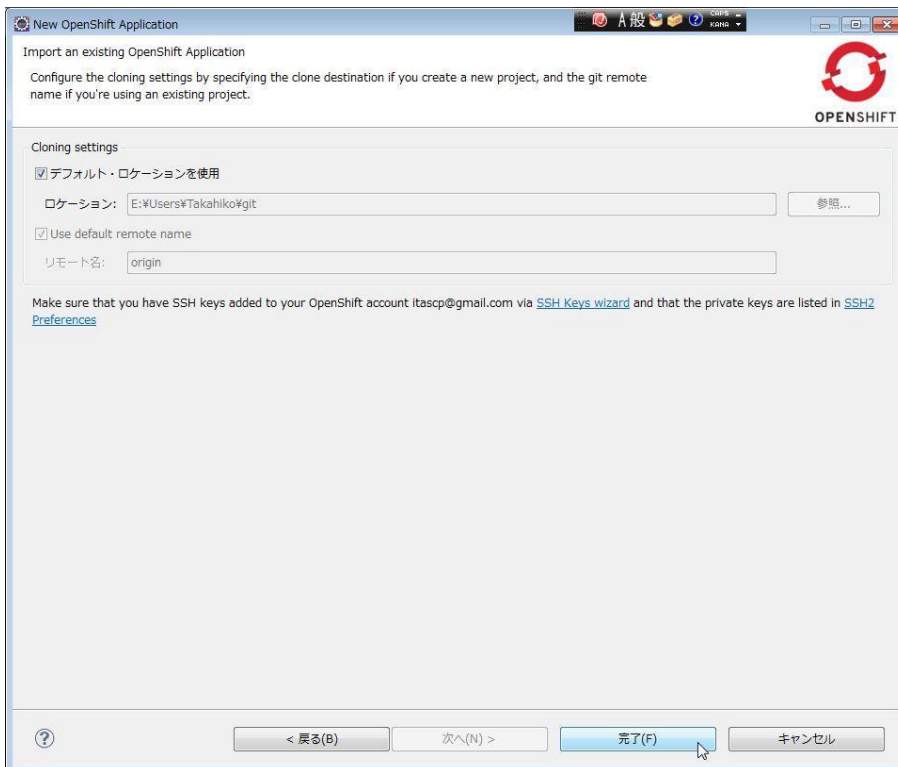 New OpenShift Application
A 般
CAPS
KANA
Import an existing OpenShift Application
Configure the cloning settings by specifying the clone destination if you create a new project, and the git remote
name if you're using an existing project.
OPENSHIFT
Cloning settings
デフォルト・ロケーションを使用
ロケーション: E:¥Users¥Takahiko¥git 参照...
Use default remote name
リモート名: origin
Make sure that you have SSH keys added to your OpenShift account itascp@gmail.com via SSH Keys wizard and that the private keys are listed in SSH2
Preferences
? < 戻る(B) 次へ(N) > 完了(F) キャンセル